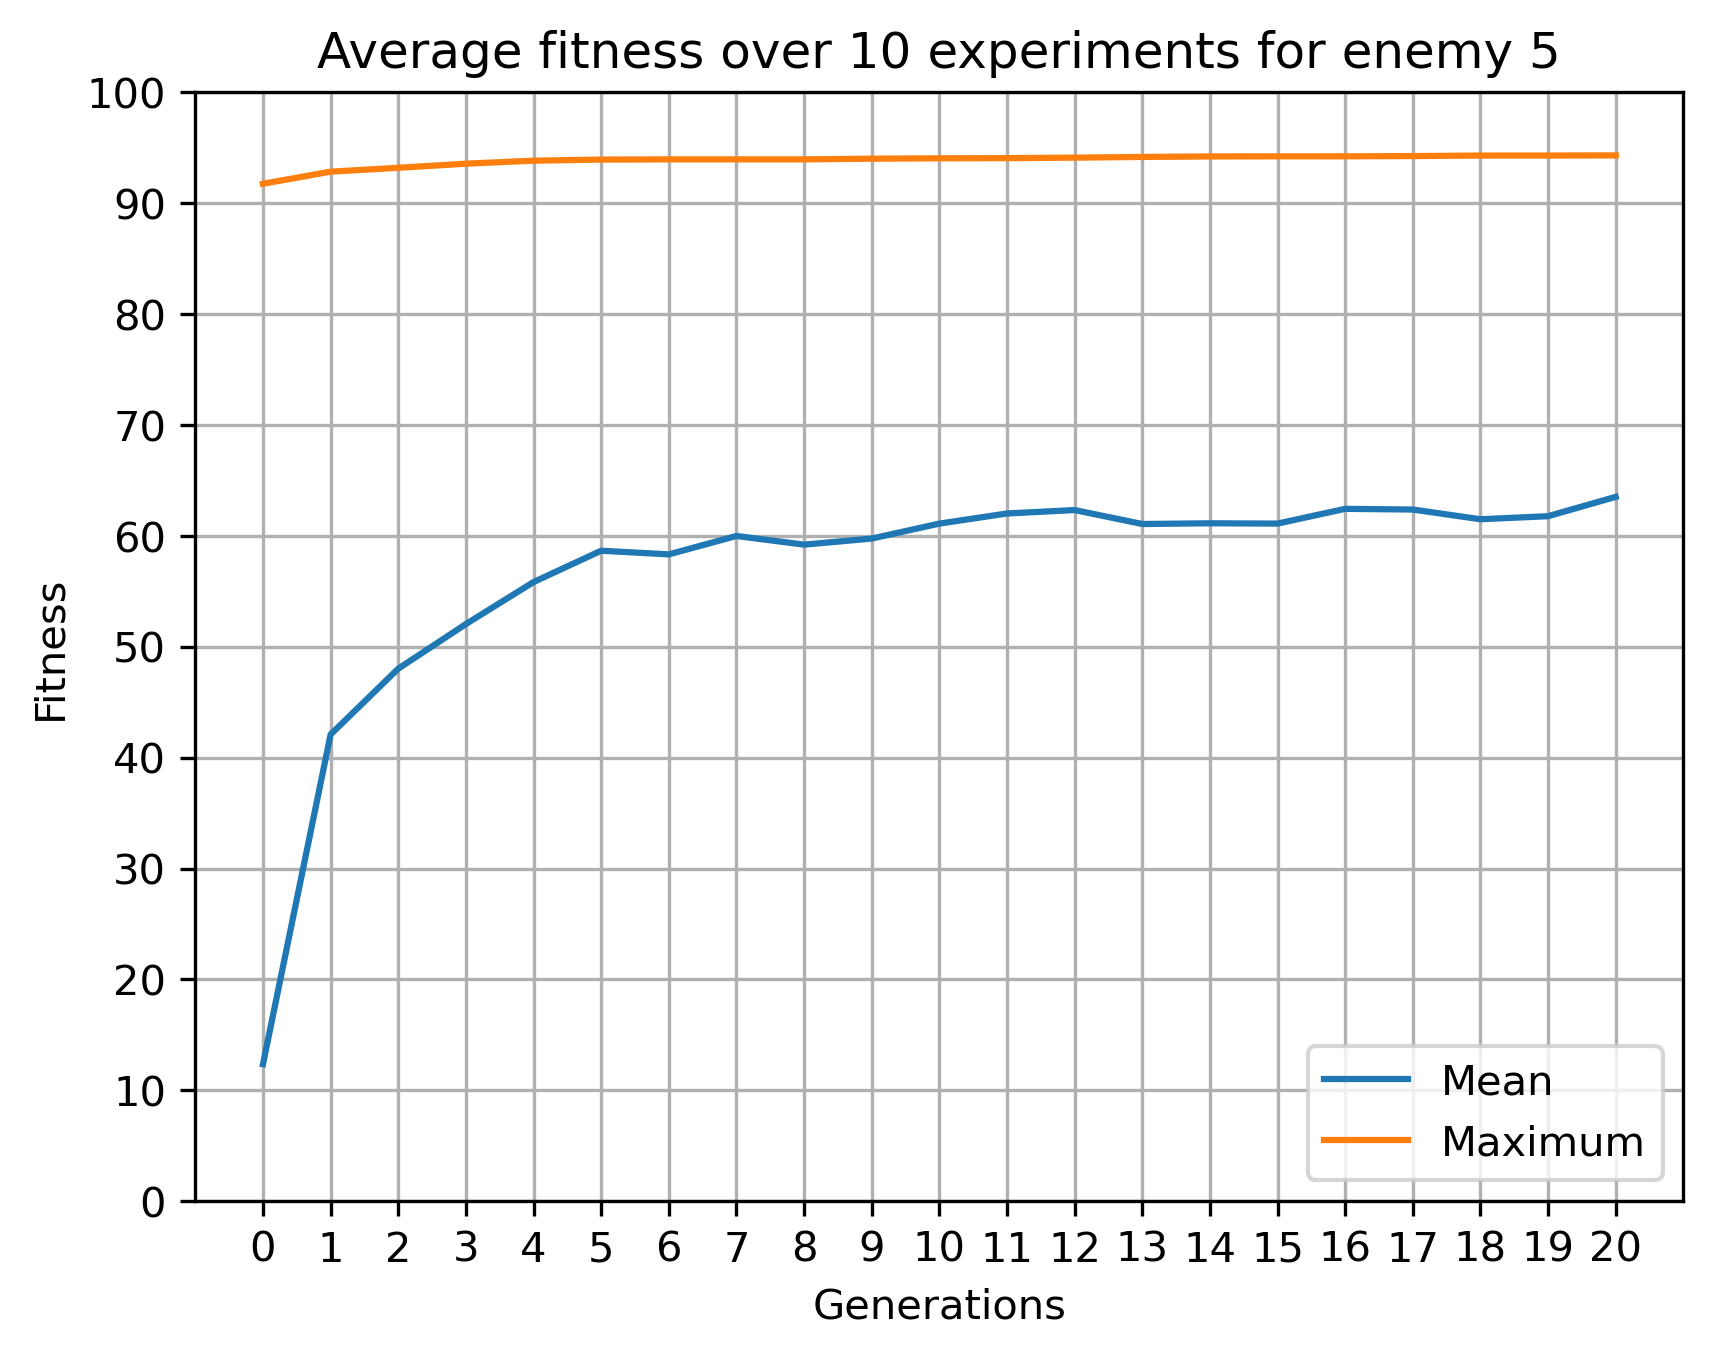 Average fitness over 10 experiments for enemy 5
100
90
80
70
60
50
40
30
20
10
0
Fitness
Mean
Maximum
0 1 2 3 4 5 6 7 8 9 10 11 12 13 14 15 16 17 18 19 20
Generations